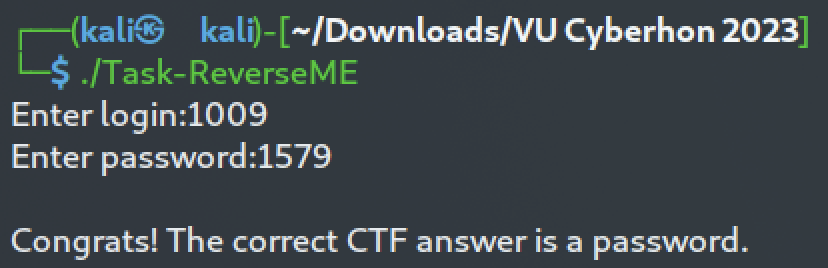 ┌──(kali㉿kali)-[~/Downloads/VU Cyberhon 2023]
└─$ ./Task-ReverseME
Enter login:1009
Enter password:1579
Congrats! The correct CTF answer is a password.